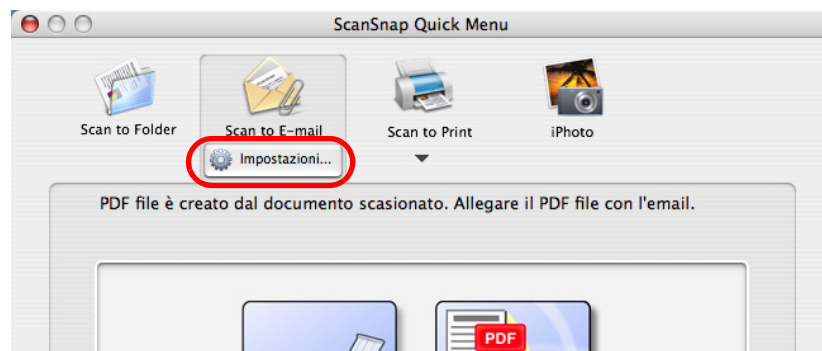 ScanSnap Quick Menu
Scan to Folder
Scan to E-mail
Scan to Print
iPhoto
Impostazioni...
PDF file è creato dal documento scasionato. Allegare il PDF file con l'email.
PDF